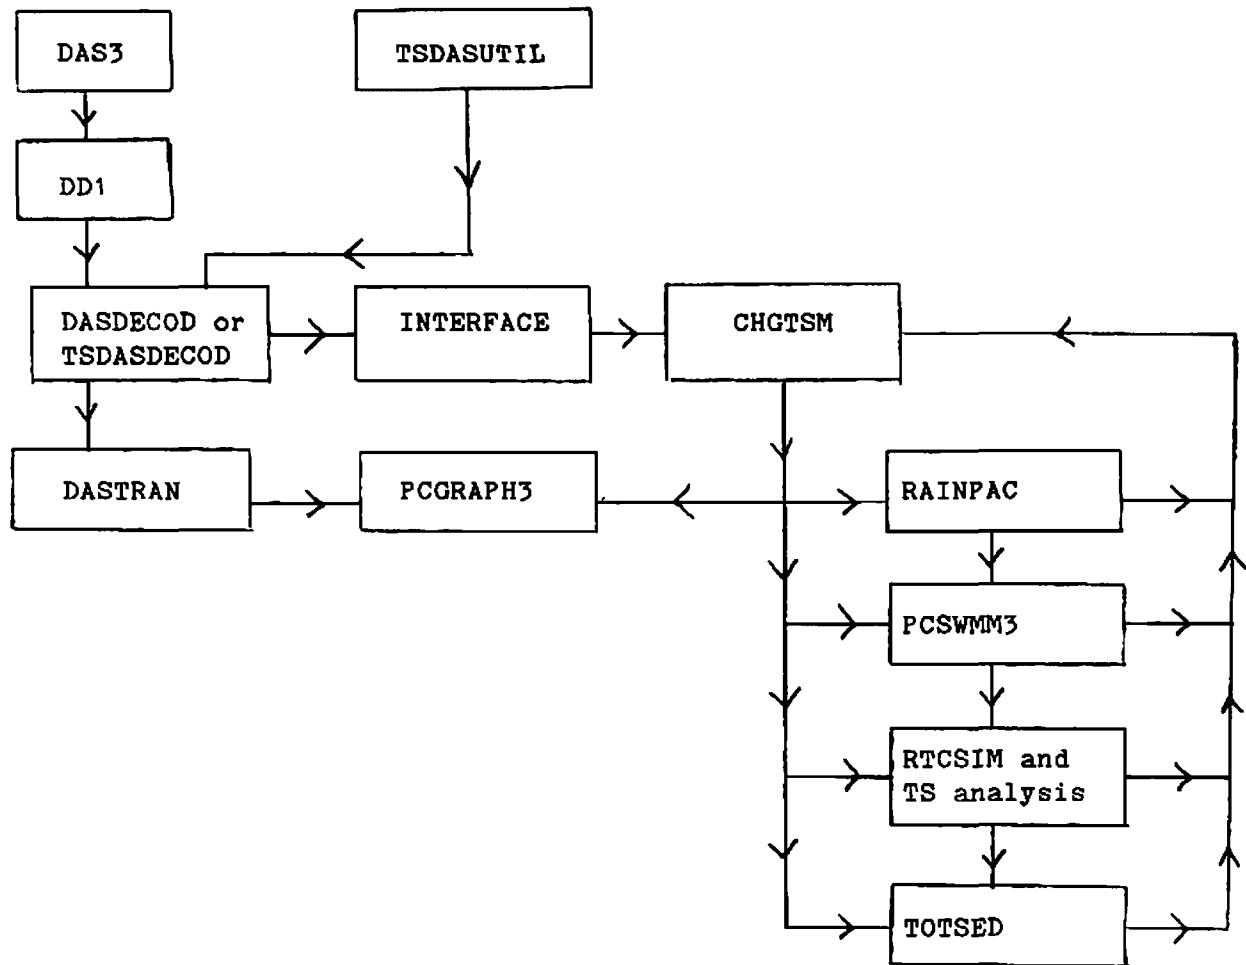 DAS3
TSDASUTIL
DD1
DASDECOD or
TSDASDECOD
INTERFACE
CHGTSM
DASTRAN
PCGRAPH3
RAINPAC
PCSWMM3
RTCSIM and
TS analysis
TOTSED